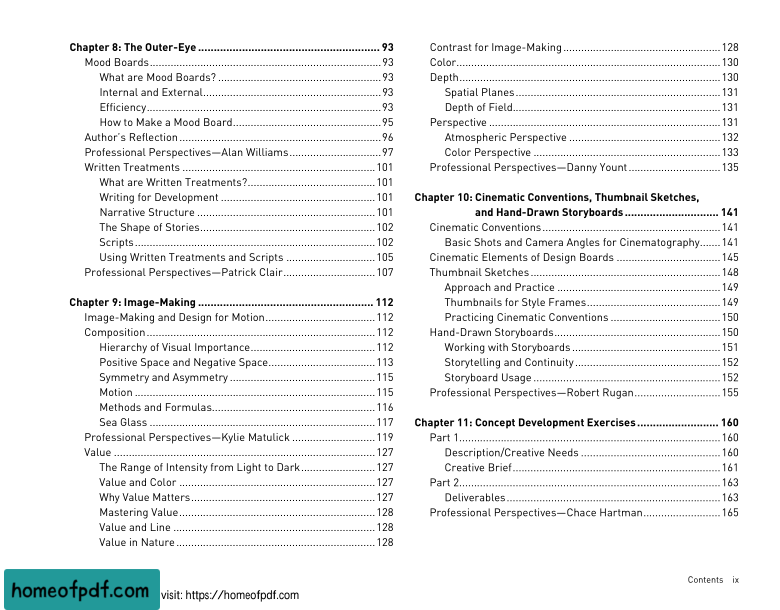 Chapter 8: The Outer-Eye ........ 93
Mood Boards ........ 93
What are Mood Boards? ........ 93
Internal and External ........ 93
Efficiency ........ 93
How to Make a Mood Board ........ 95
Author's Reflection ........ 96
Professional Perspectives—Alan Williams ........ 97
Written Treatments ........ 101
What are Written Treatments? ........ 101
Writing for Development ........ 101
Narrative Structure ........ 101
The Shape of Stories ........ 102
Scripts ........ 102
Using Written Treatments and Scripts ........ 105
Professional Perspectives—Patrick Clair ........ 107
Chapter 9: Image-Making ........ 112
Image-Making and Design for Motion ........ 112
Composition ........ 112
Hierarchy of Visual Importance ........ 112
Positive Space and Negative Space ........ 113
Symmetry and Asymmetry ........ 115
Motion ........ 115
Methods and Formulas ........ 116
Sea Glass ........ 117
Professional Perspectives—Kylie Matulick ........ 119
Value ........ 127
The Range of Intensity from Light to Dark ........ 127
Value and Color ........ 127
Why Value Matters ........ 127
Mastering Value ........ 128
Value and Line ........ 128
Value in Nature ........ 128
Contrast for Image-Making ........ 128
Color ........ 130
Depth ........ 130
Spatial Planes ........ 131
Depth of Field ........ 131
Perspective ........ 131
Atmospheric Perspective ........ 132
Color Perspective ........ 133
Professional Perspectives—Danny Yount ........ 135
Chapter 10: Cinematic Conventions, Thumbnail Sketches,
and Hand-Drawn Storyboards ........ 141
Cinematic Conventions ........ 141
Basic Shots and Camera Angles for Cinematography ........ 141
Cinematic Elements of Design Boards ........ 145
Thumbnail Sketches ........ 148
Approach and Practice ........ 149
Thumbnails for Style Frames ........ 149
Practicing Cinematic Conventions ........ 150
Hand-Drawn Storyboards ........ 150
Working with Storyboards ........ 151
Storytelling and Continuity ........ 152
Storyboard Usage ........ 152
Professional Perspectives—Robert Rugan ........ 155
Chapter 11: Concept Development Exercises ........ 160
Part 1 ........ 160
Description/Creative Needs ........ 160
Creative Brief ........ 161
Part 2 ........ 163
Deliverables ........ 163
Professional Perspectives—Chace Hartman ........ 165
Contents ix
homeofpdf.com visit: https://homeofpdf.com